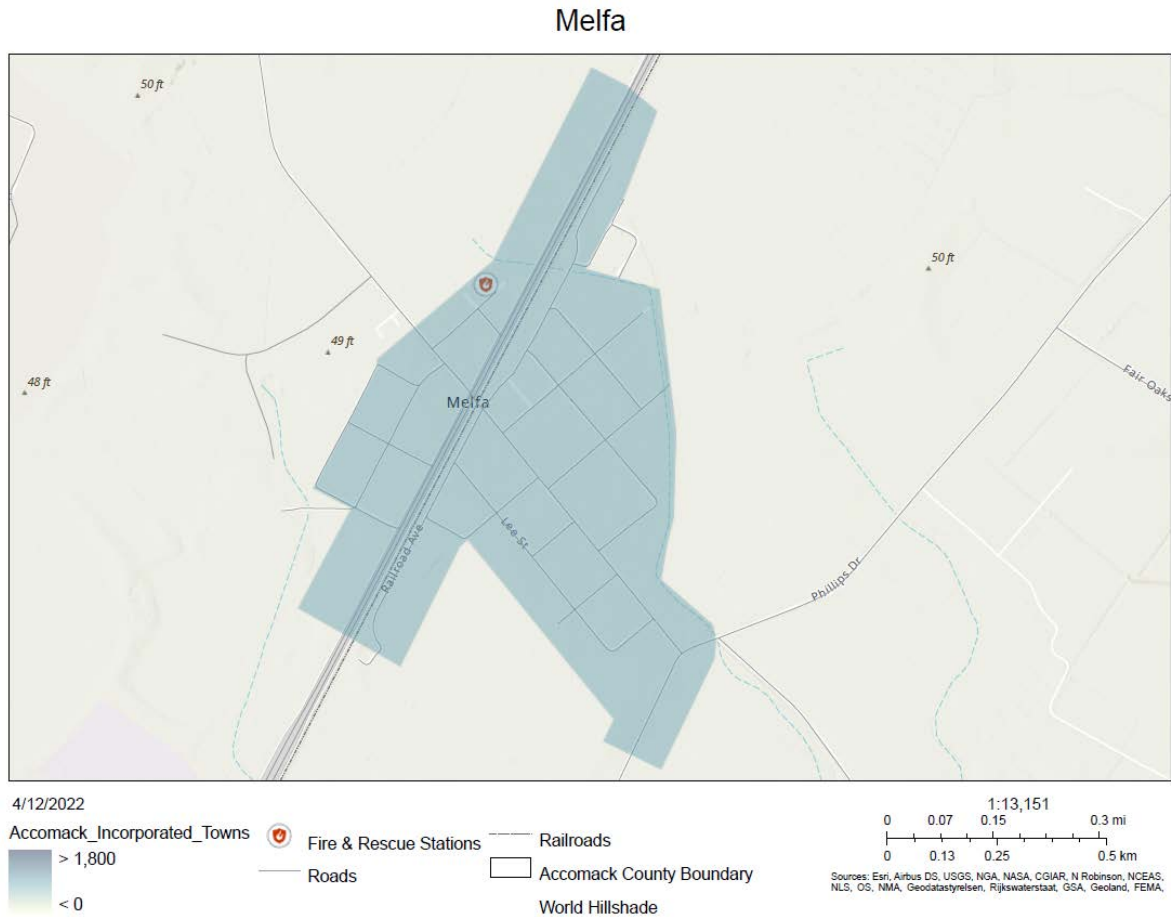 Melfa
50 ft
50 ft
49 ft
48 ft
Melfa
Fair Oaks
Lee St
Railroad Ave
Phillips Dr
4/12/2022
Accomack_Incorporated_Towns
> 1,800
< 0
Fire & Rescue Stations
Roads
Railroads
Accomack County Boundary
World Hillshade
1:13,151
0 0.07 0.15 0.3 mi
0 0.13 0.25 0.5 km
Sources: Esri, Airbus DS, USGS, NGA, NASA, CGIAR, N Robinson, NCEAS,
NLS, OS, NMA, Geodatastyrelsen, Rijkswaterstaat, GSA, Geoland, FEMA,